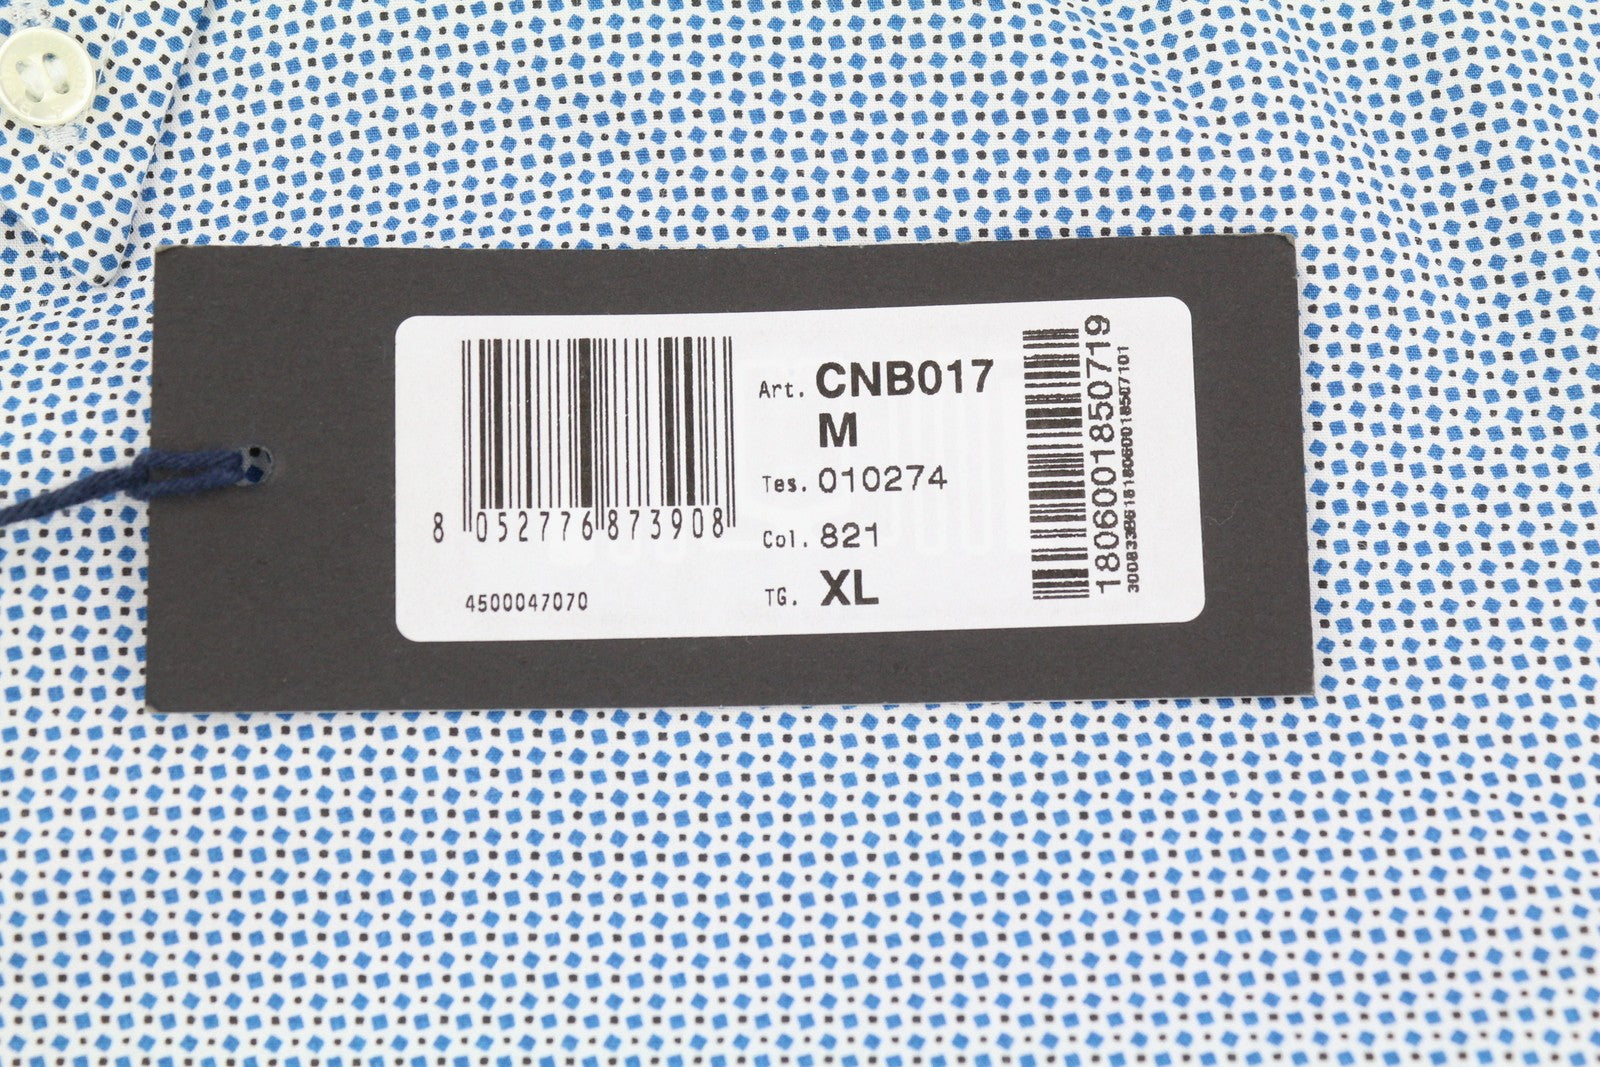 8 052776 873908
4500047070
Art. CNB017
M
Tes. 010274
Col. 821
TG. XL
1806001850719